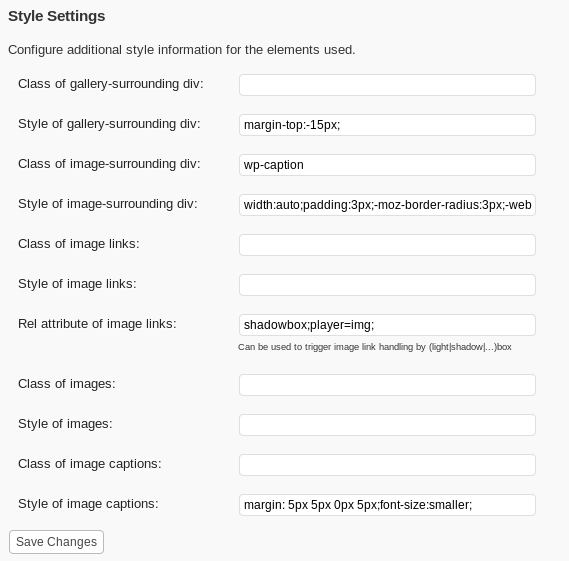 Style Settings
Configure additional style information for the elements used.
Class of gallery-surrounding div:
Style of gallery-surrounding div: margin-top:-15px;
Class of image-surrounding div: wp-caption
Style of image-surrounding div: width:auto;padding:3px;-moz-border-radius:3px;-web
Class of image links:
Style of image links:
Rel attribute of image links: shadowbox;player=img;
Can be used to trigger image link handling by (light|shadow|...)box
Class of images:
Style of images:
Class of image captions:
Style of image captions: margin: 5px 5px 0px 5px;font-size:smaller;
Save Changes